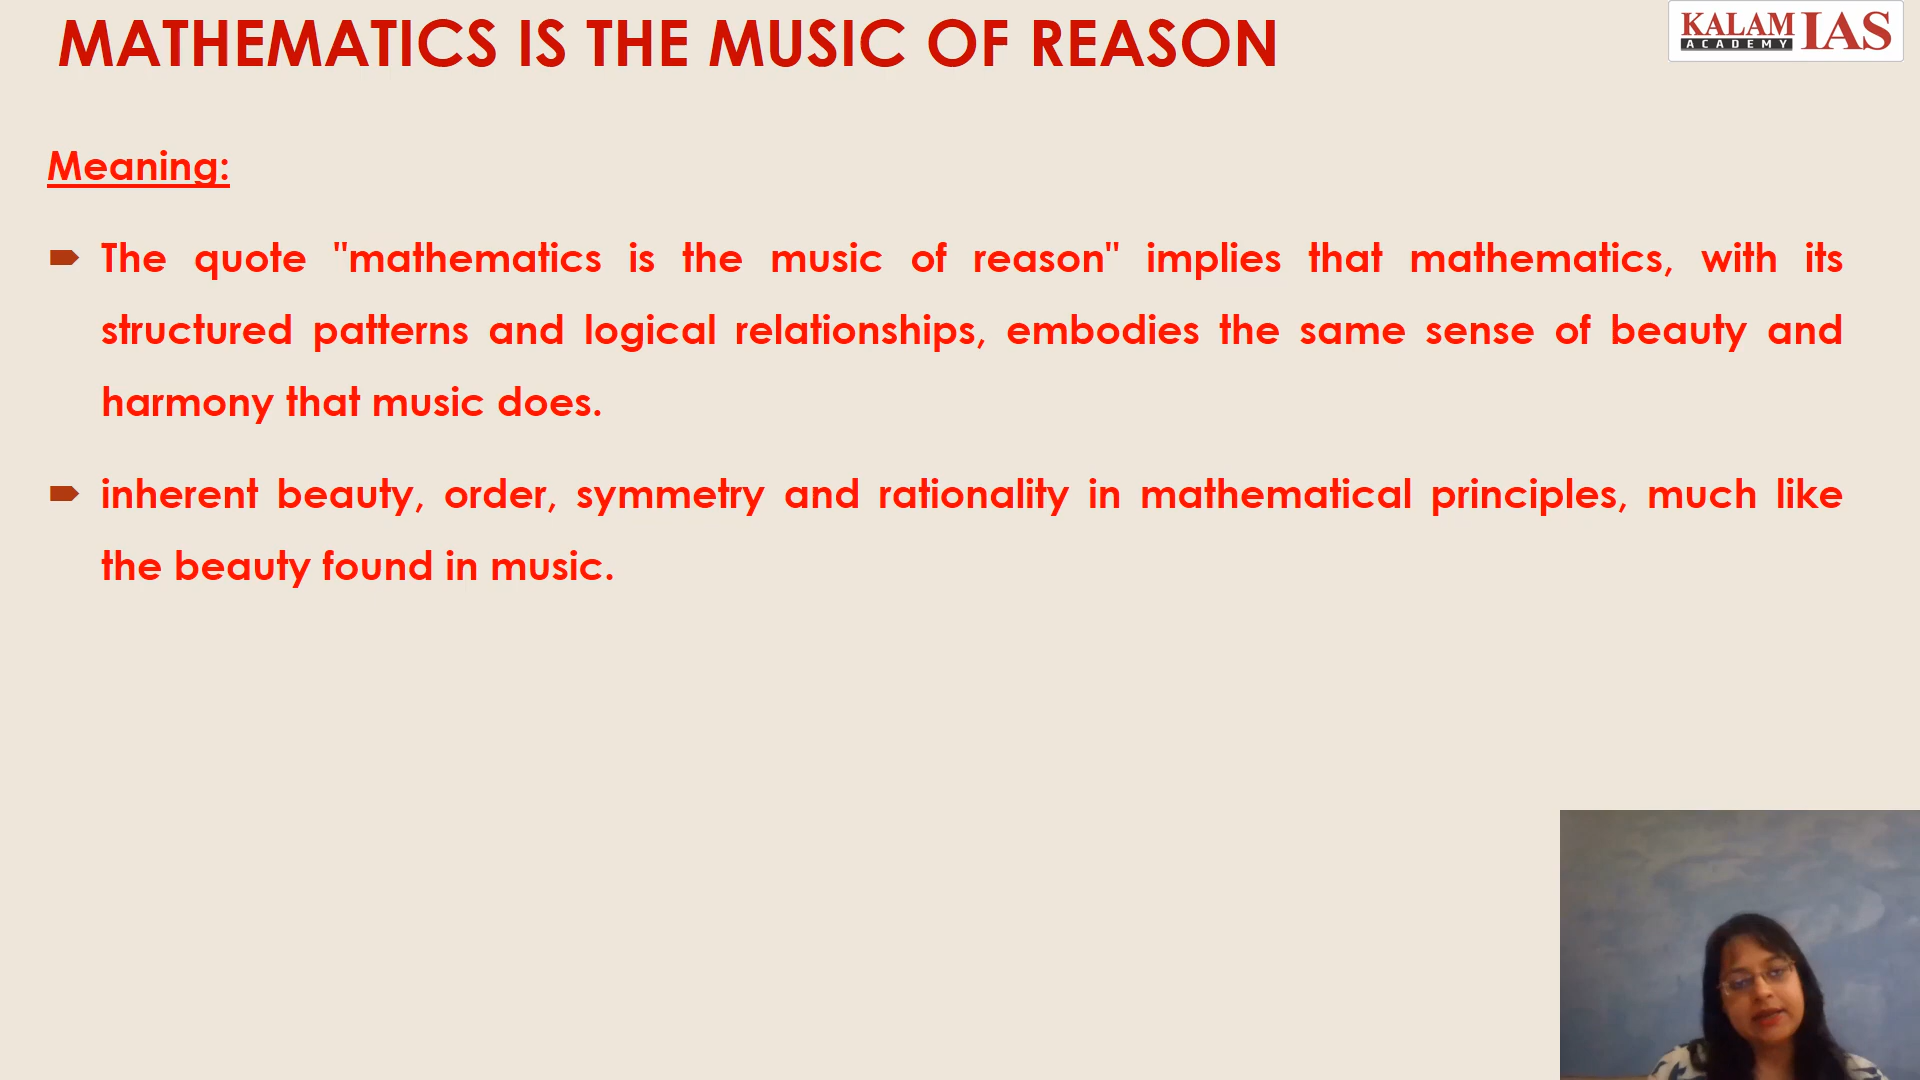 MATHEMATICS IS THE MUSIC OF REASON
KALAM ACADEMY IAS
Meaning:
The quote "mathematics is the music of reason" implies that mathematics, with its
structured patterns and logical relationships, embodies the same sense of beauty and
harmony that music does.
inherent beauty, order, symmetry and rationality in mathematical principles, much like
the beauty found in music.